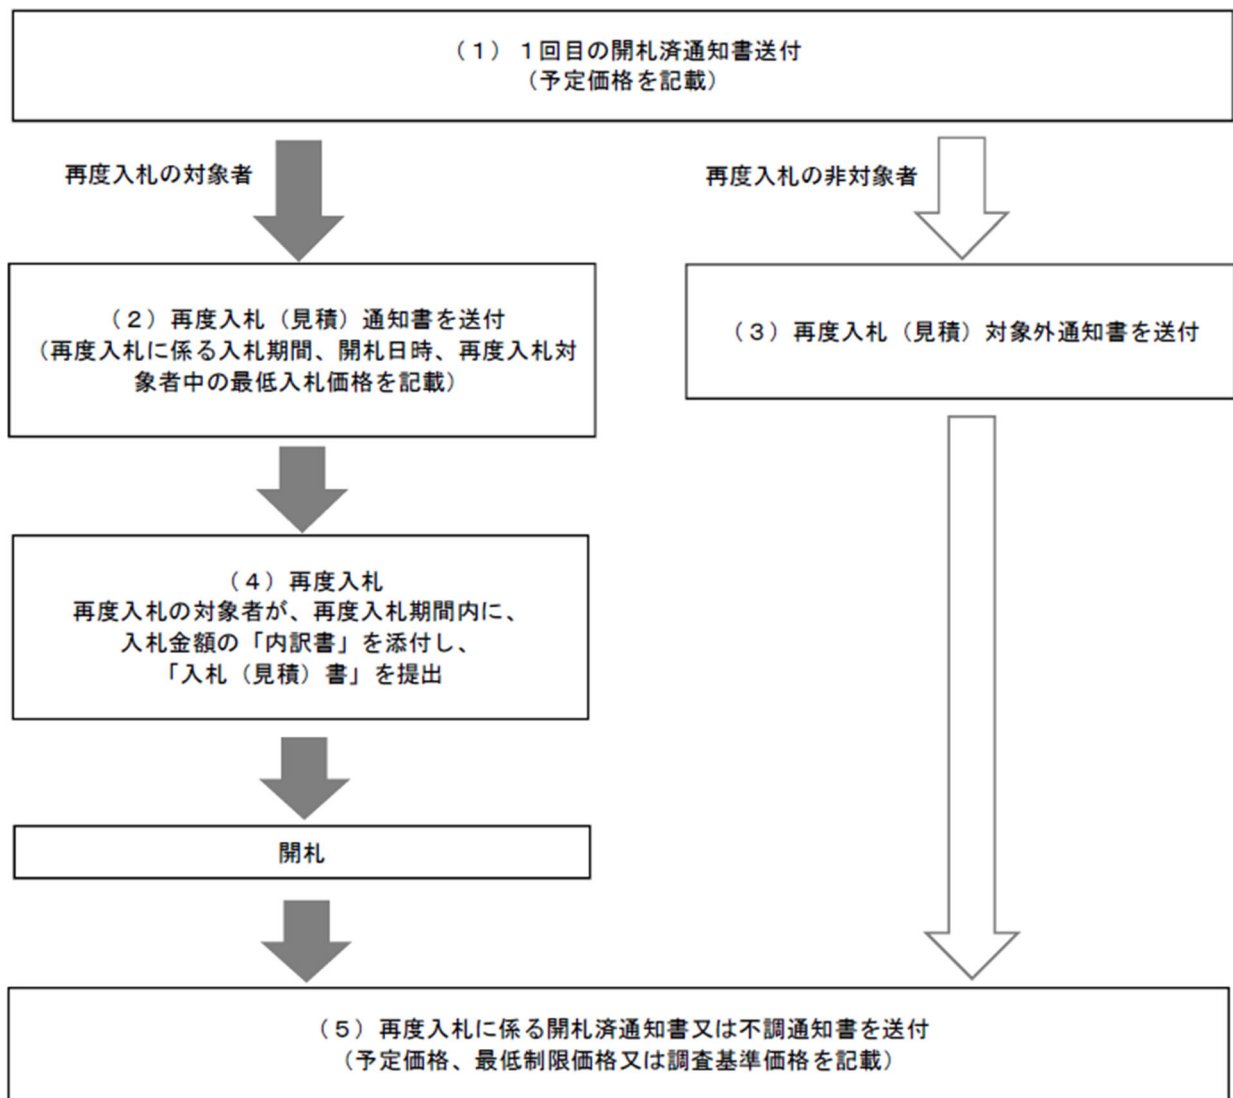 （１）１回目の開札済通知書送付
（予定価格を記載）
再度入札の対象者
再度入札の非対象者
（２）再度入札（見積）通知書を送付
（再度入札に係る入札期間、開札日時、再度入札対
象者中の最低入札価格を記載）
（３）再度入札（見積）対象外通知書を送付
（４）再度入札
再度入札の対象者が、再度入札期間内に、
入札金額の「内訳書」を添付し、
「入札（見積）書」を提出
開札
（５）再度入札に係る開札済通知書又は不調通知書を送付
（予定価格、最低制限価格又は調査基準価格を記載）